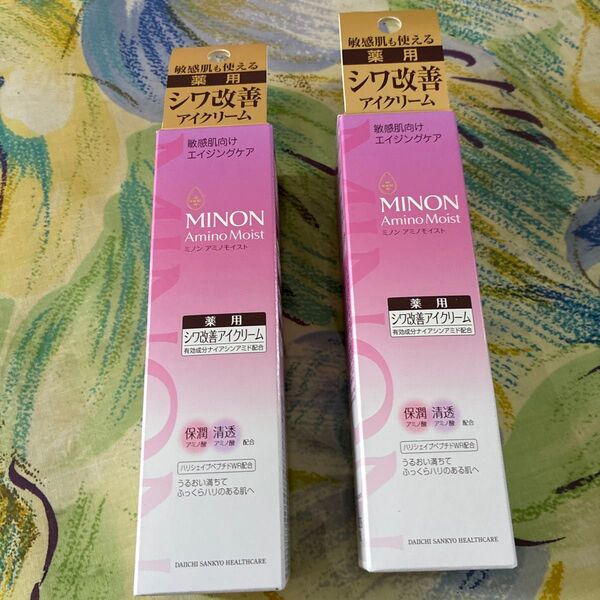 敏感肌も使える
薬用
シワ改善
アイクリーム
敏感肌向け
エイジングケア
MINON
Amino Moist
ミノン アミノモイスト
薬用
シワ改善アイクリーム
有効成分ナイアシンアミド配合
保潤 清透
アミノ酸 アミノ酸 配合
ハリシェイプペプチドWR配合
うるおい満ちて
ふっくらハリのある肌へ
DAIICHI SANKYO HEALTHCARE
敏感肌も使える
薬用
シワ改善
アイクリーム
敏感肌向け
エイジングケア
MINON
Amino Moist
ミノン アミノモイスト
薬用
シワ改善アイクリーム
有効成分ナイアシンアミド配合
保潤 清透
アミノ酸 アミノ酸 配合
ハリシェイプペプチドWR配合
うるおい満ちて
ふっくらハリのある肌へ
DAIICHI SANKYO HEALTHCARE